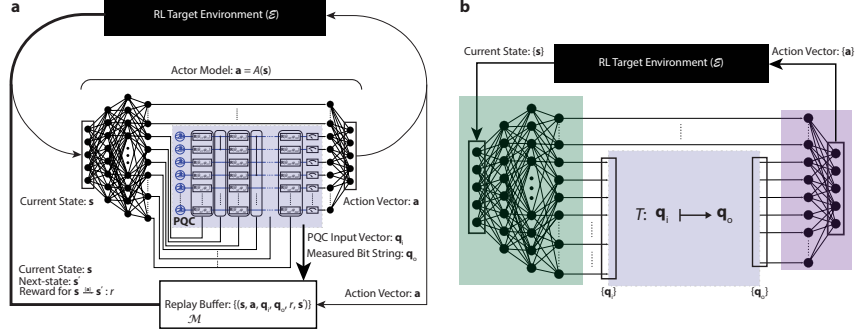 a
RL Target Environment (ℰ)
Actor Model: a = A(s)
Current State: s
PQC
Action Vector: a
PQC Input Vector: qᵢ
Measured Bit String: qₒ
Current State: s
Next-state: s'
Reward for s → s' : r
Replay Buffer: {(s, a, qᵢ, qₒ, r, s')}
ℳ
Action Vector: a
b
Current State: {s}
RL Target Environment (ℰ)
Action Vector: {a}
T: qᵢ ↦ qₒ
{qᵢ}
{qₒ}